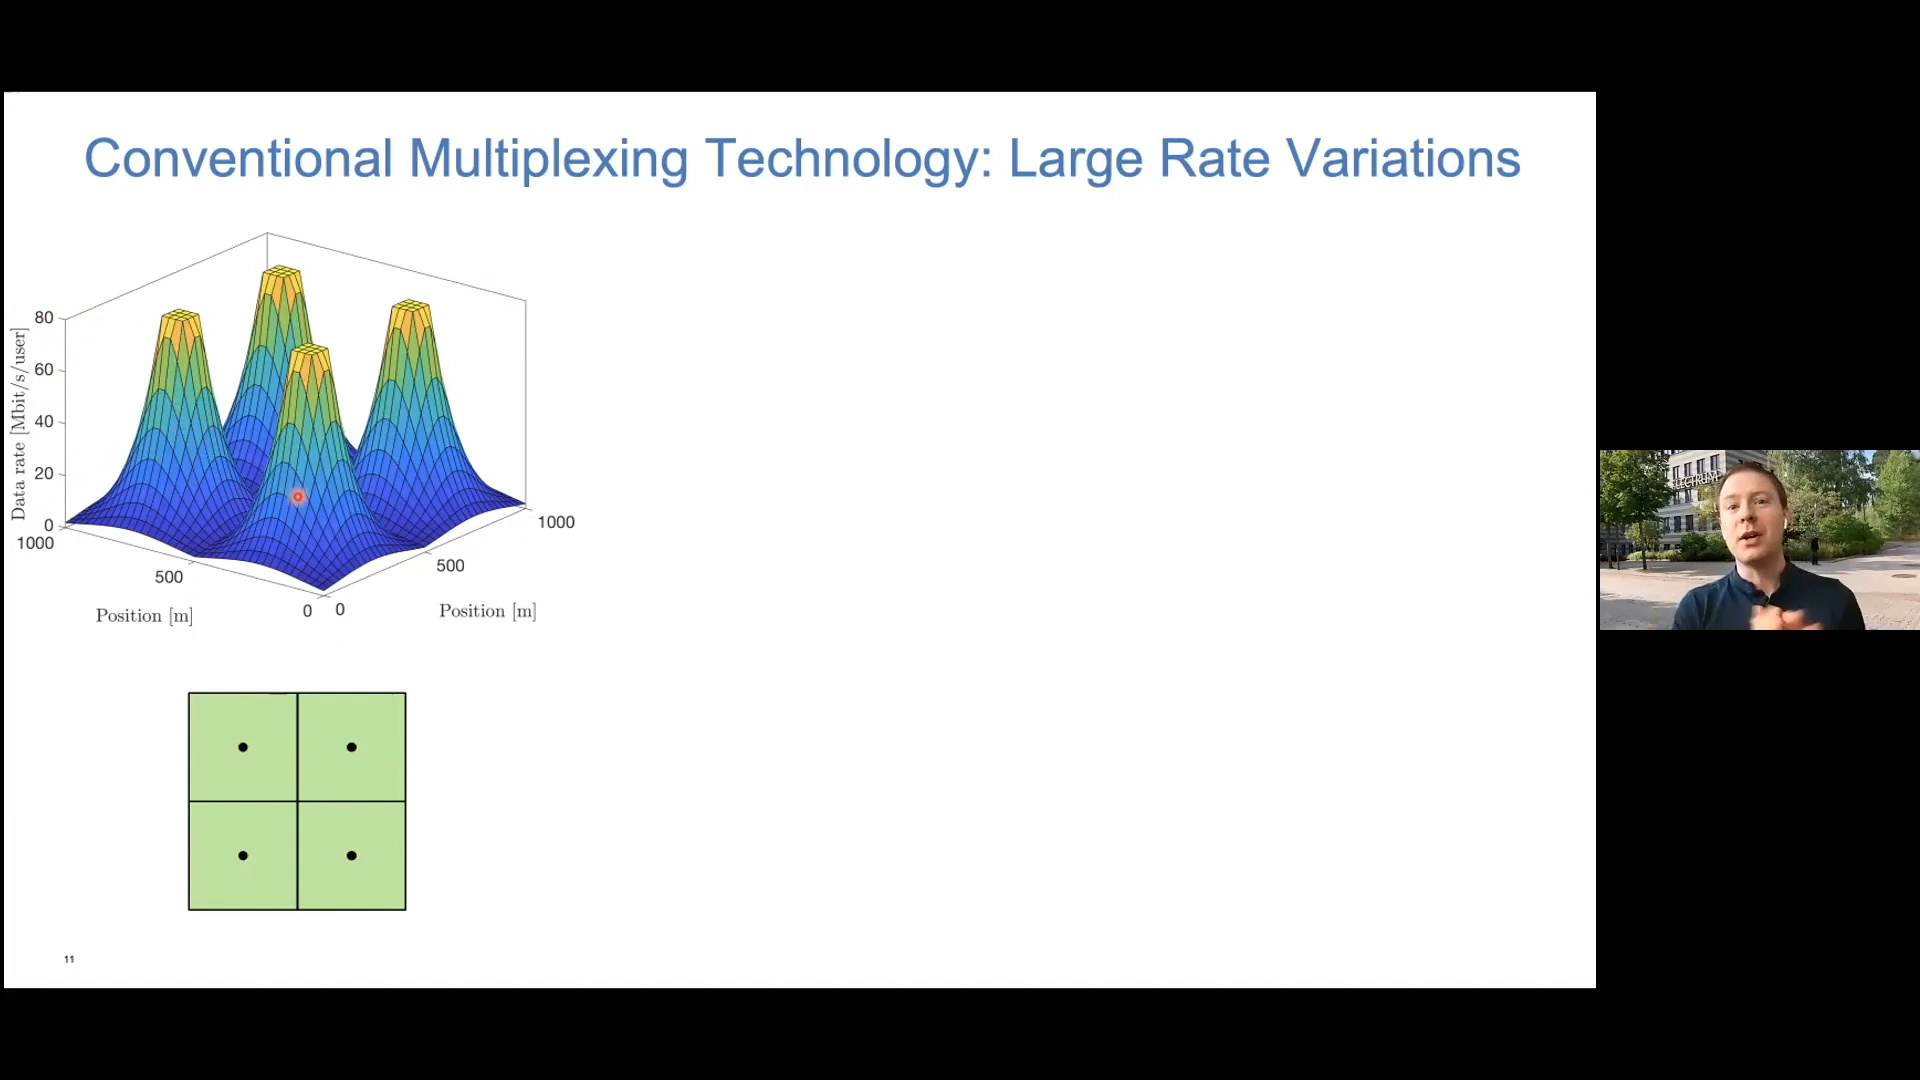 Conventional Multiplexing Technology: Large Rate Variations
Data rate [Mbit/s/user]
80
60
40
20
0
1000
500
0
0
500
1000
Position [m]
Position [m]
11
ELECTRUM